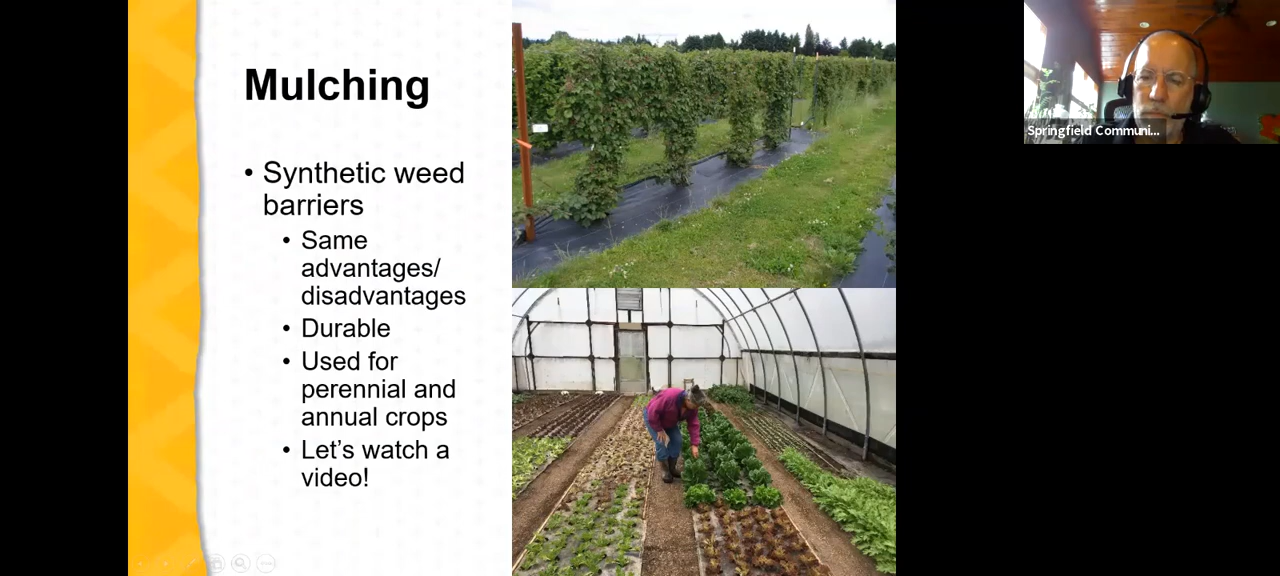 Mulching
• Synthetic weed
barriers
• Same
advantages/
disadvantages
• Durable
• Used for
perennial and
annual crops
• Let's watch a
video!
Springfield Communi...